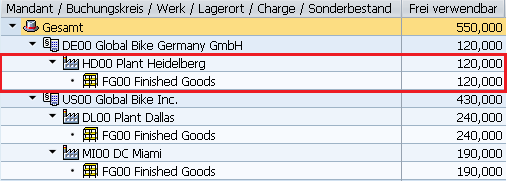 Mandant / Buchungskreis / Werk / Lagerort / Charge / Sonderbestand Frei verwendbar
Gesamt 550,000
DE00 Global Bike Germany GmbH 120,000
HD00 Plant Heidelberg 120,000
FG00 Finished Goods 120,000
US00 Global Bike Inc. 430,000
DL00 Plant Dallas 240,000
FG00 Finished Goods 240,000
MI00 DC Miami 190,000
FG00 Finished Goods 190,000